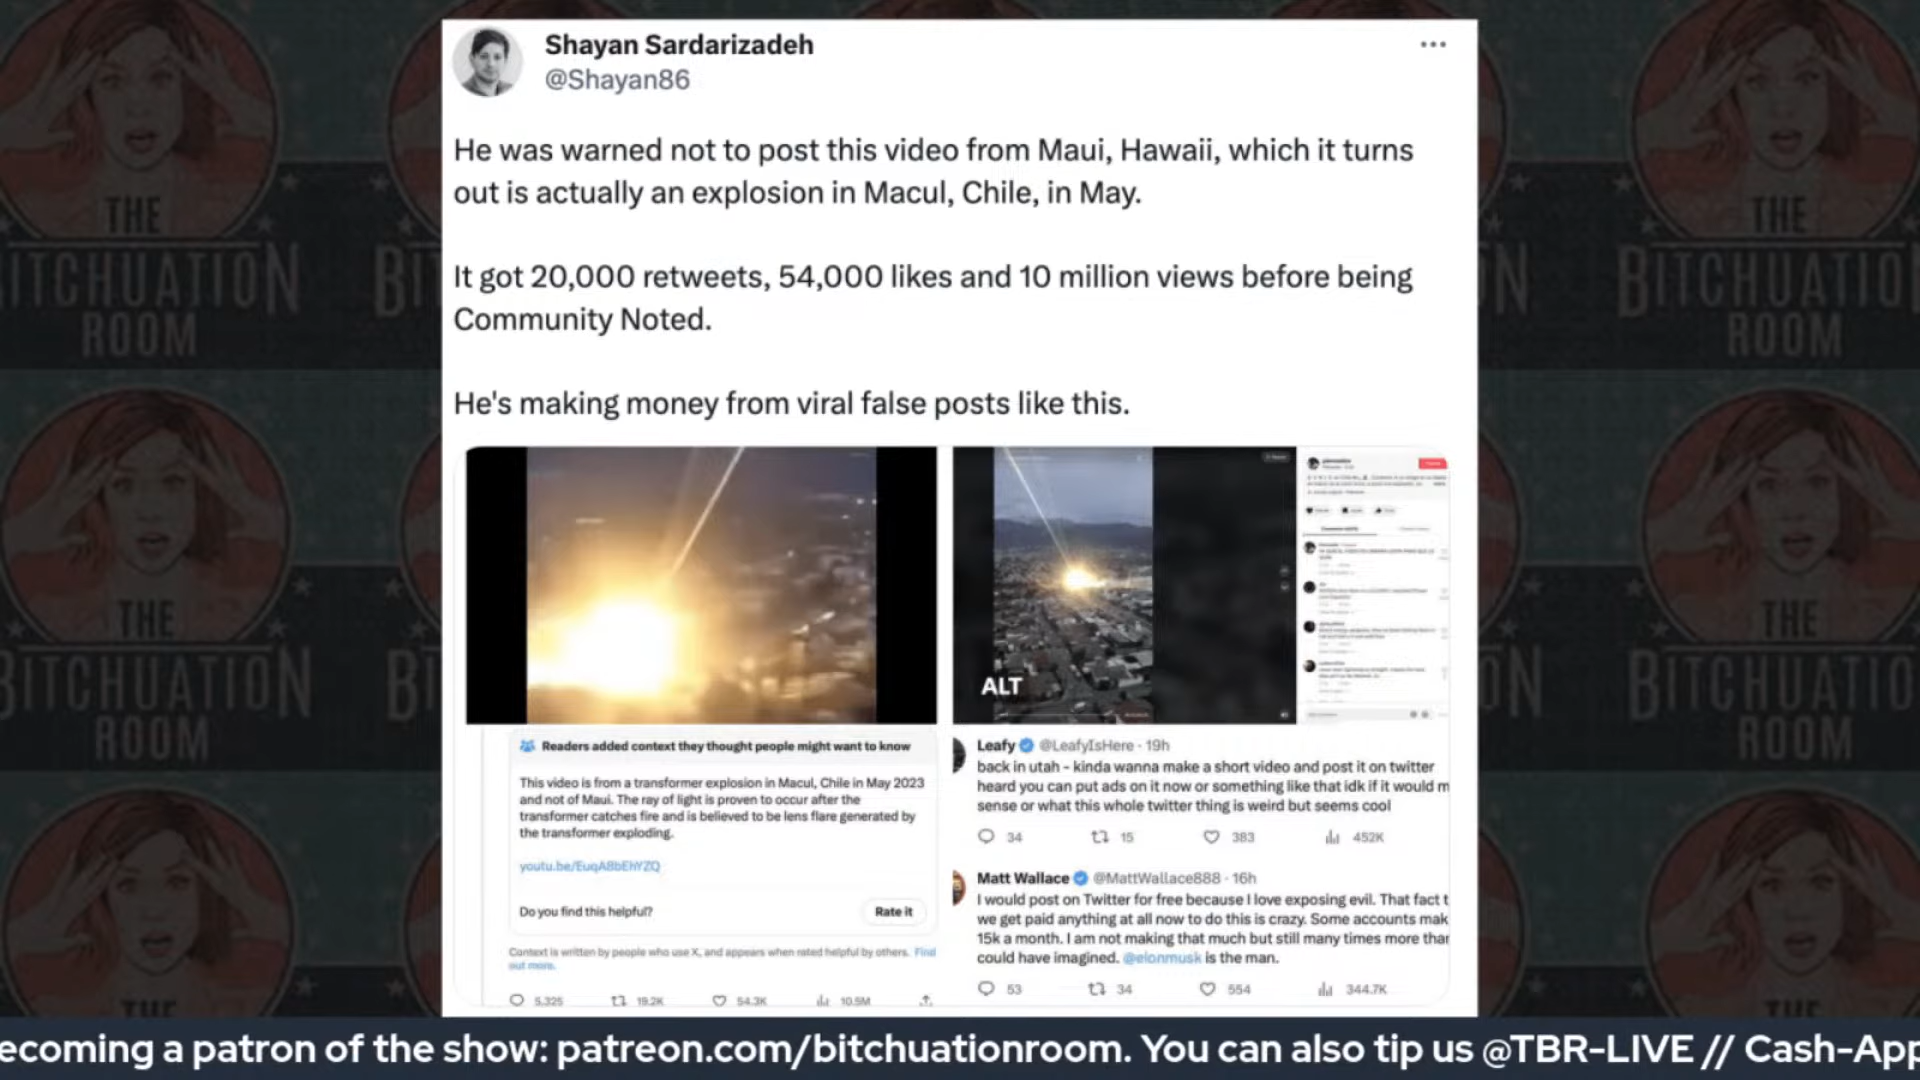 Shayan Sardarizadeh
@Shayan86
He was warned not to post this video from Maui, Hawaii, which it turns
out is actually an explosion in Macul, Chile, in May.
It got 20,000 retweets, 54,000 likes and 10 million views before being
Community Noted.
He's making money from viral false posts like this.
ALT
Readers added context they thought people might want to know
This video is from a transformer explosion in Macul, Chile in May 2023
and not of Maui. The ray of light is proven to occur after the
transformer catches fire and is believed to be lens flare generated by
the transformer exploding.
youtu.be/EuqA8bEhYZQ
Do you find this helpful?
Rate it
Context is written by people who use X, and appears when rated helpful by others. Find
out more.
5,325 19.2K 54.3K 10.5M
Leafy @LeafyIsHere · 19h
back in utah - kinda wanna make a short video and post it on twitter
heard you can put ads on it now or something like that idk if it would m
sense or what this whole twitter thing is weird but seems cool
34 15 383 452K
Matt Wallace @MattWallace888 · 16h
I would post on Twitter for free because I love exposing evil. That fact t
we get paid anything at all now to do this is crazy. Some accounts mak
15k a month. I am not making that much but still many times more than
could have imagined. @elonmusk is the man.
53 34 554 344.7K
THE
BITCHUATION
ROOM
THE
BITCHUATION
ROOM
THE
BITCHUATION
ROOM
THE
BITCHUATION
ROOM
THE
THE
ecoming a patron of the show: patreon.com/bitchuationroom. You can also tip us @TBR-LIVE // Cash-App